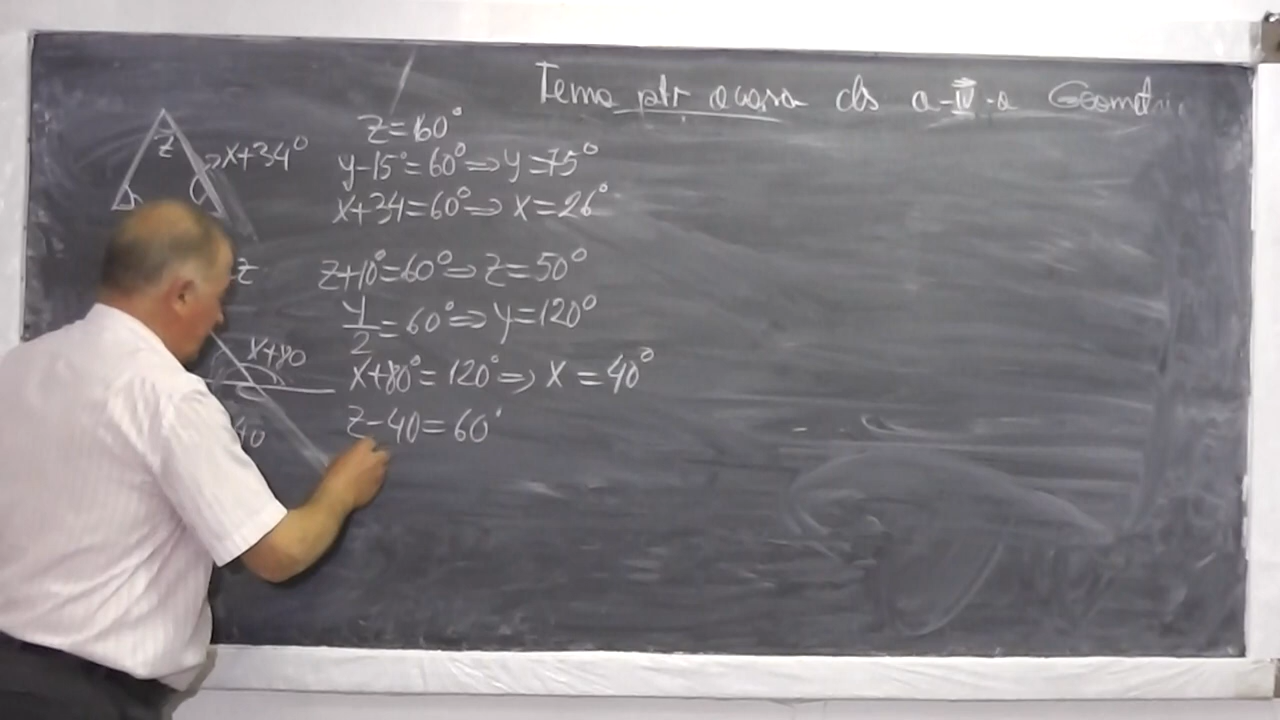 Tema ptr acasa cls a-IV-a Geometri
z
x+34°
z=60°
y-15°=60°⇒y=75°
x+34=60°⇒x=26°
z
z+10°=60°⇒z=50°
y/2=60°⇒y=120°
x+80
x+80°=120°⇒x=40°
40
z-40=60°